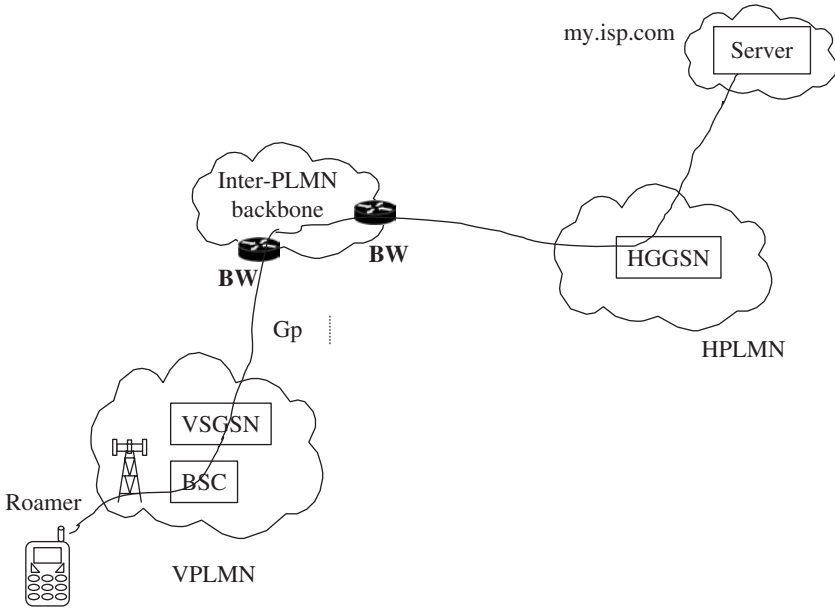 my.isp.com
Server
Inter-PLMN
backbone
BW
BW
HGGSN
Gp
HPLMN
VSGSN
BSC
Roamer
VPLMN